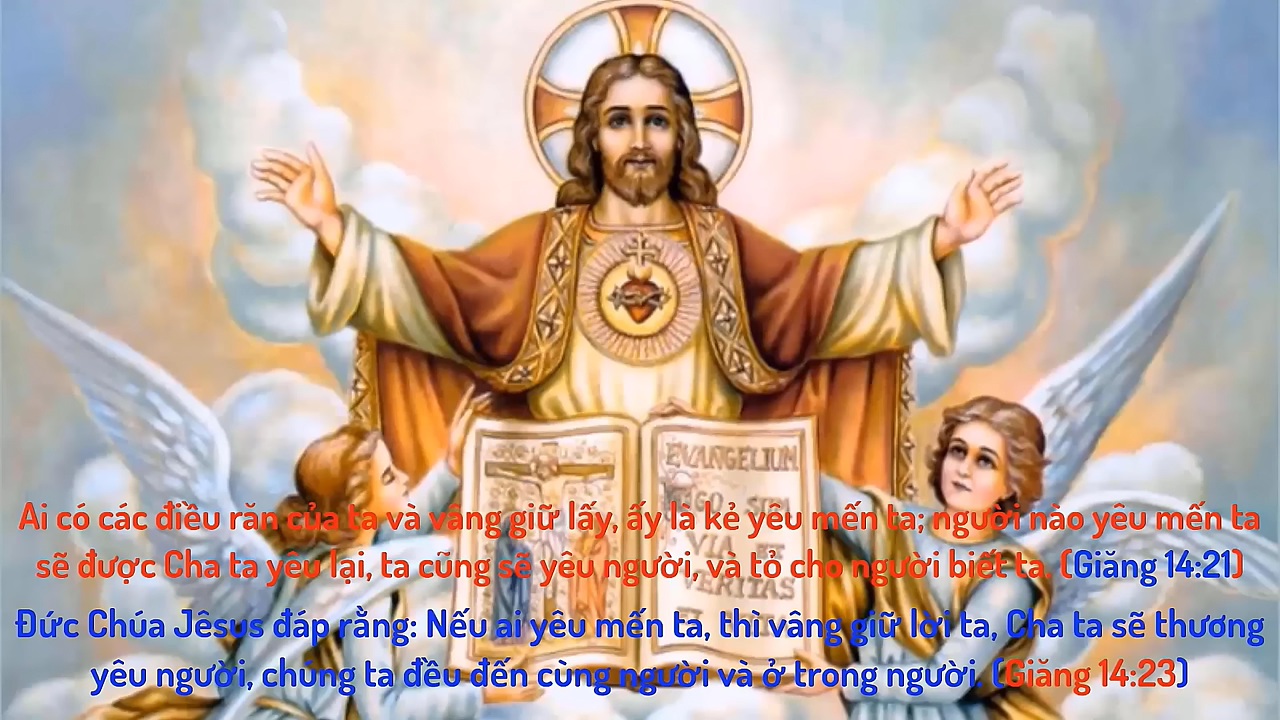 EVANGELIUM
EGO SUM
VIA ET
VERITAS
Ai có các điều răn của ta và vâng giữ lấy, ấy là kẻ yêu mến ta; người nào yêu mến ta
sẽ được Cha ta yêu lại, ta cũng sẽ yêu người, và tỏ cho người biết ta. (Giăng 14:21)
Đức Chúa Jêsus đáp rằng: Nếu ai yêu mến ta, thì vâng giữ lời ta, Cha ta sẽ thương
yêu người, chúng ta đều đến cùng người và ở trong người. (Giăng 14:23)